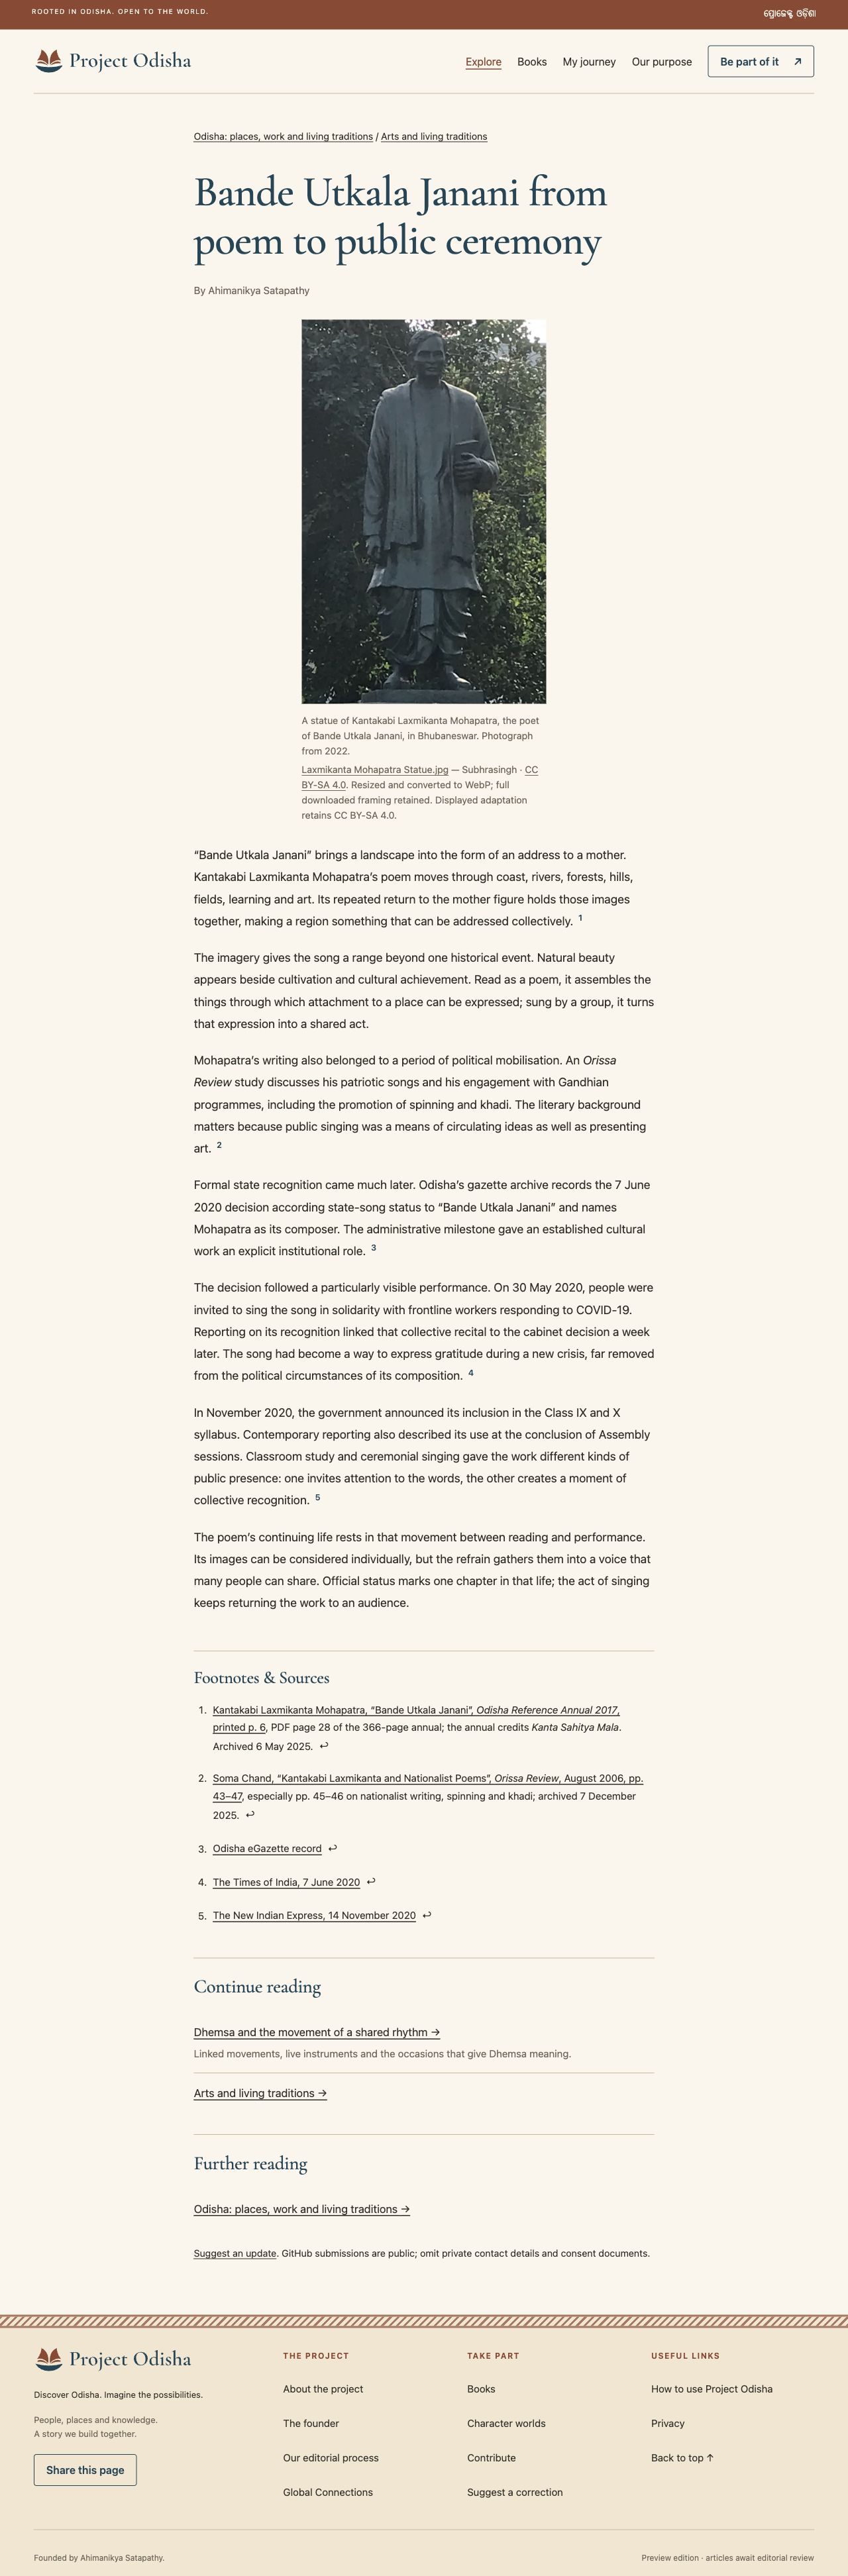 ROOTED IN ODISHA. OPEN TO THE WORLD.
ପ୍ରୋଜେକ୍ଟ ଓଡ଼ିଶା
Project Odisha
Explore
Books
My journey
Our purpose
Be part of it ↗
Odisha: places, work and living traditions / Arts and living traditions
Bande Utkala Janani from
poem to public ceremony
By Ahimanikya Satapathy
A statue of Kantakabi Laxmikanta Mohapatra, the poet
of Bande Utkala Janani, in Bhubaneswar. Photograph
from 2022.
Laxmikanta Mohapatra Statue.jpg — Subhrasingh · CC
BY-SA 4.0. Resized and converted to WebP; full
downloaded framing retained. Displayed adaptation
retains CC BY-SA 4.0.
“Bande Utkala Janani” brings a landscape into the form of an address to a mother.
Kantakabi Laxmikanta Mohapatra’s poem moves through coast, rivers, forests, hills,
fields, learning and art. Its repeated return to the mother figure holds those images
together, making a region something that can be addressed collectively. 1
The imagery gives the song a range beyond one historical event. Natural beauty
appears beside cultivation and cultural achievement. Read as a poem, it assembles the
things through which attachment to a place can be expressed; sung by a group, it turns
that expression into a shared act.
Mohapatra’s writing also belonged to a period of political mobilisation. An Orissa
Review study discusses his patriotic songs and his engagement with Gandhian
programmes, including the promotion of spinning and khadi. The literary background
matters because public singing was a means of circulating ideas as well as presenting
art. 2
Formal state recognition came much later. Odisha’s gazette archive records the 7 June
2020 decision according state-song status to “Bande Utkala Janani” and names
Mohapatra as its composer. The administrative milestone gave an established cultural
work an explicit institutional role. 3
The decision followed a particularly visible performance. On 30 May 2020, people were
invited to sing the song in solidarity with frontline workers responding to COVID-19.
Reporting on its recognition linked that collective recital to the cabinet decision a week
later. The song had become a way to express gratitude during a new crisis, far removed
from the political circumstances of its composition. 4
In November 2020, the government announced its inclusion in the Class IX and X
syllabus. Contemporary reporting also described its use at the conclusion of Assembly
sessions. Classroom study and ceremonial singing gave the work different kinds of
public presence: one invites attention to the words, the other creates a moment of
collective recognition. 5
The poem’s continuing life rests in that movement between reading and performance.
Its images can be considered individually, but the refrain gathers them into a voice that
many people can share. Official status marks one chapter in that life; the act of singing
keeps returning the work to an audience.
Footnotes & Sources
1. Kantakabi Laxmikanta Mohapatra, “Bande Utkala Janani”, Odisha Reference Annual 2017,
printed p. 6, PDF page 28 of the 366-page annual; the annual credits Kanta Sahitya Mala.
Archived 6 May 2025. ↩
2. Soma Chand, “Kantakabi Laxmikanta and Nationalist Poems”, Orissa Review, August 2006, pp.
43–47, especially pp. 45–46 on nationalist writing, spinning and khadi; archived 7 December
2025. ↩
3. Odisha eGazette record ↩
4. The Times of India, 7 June 2020 ↩
5. The New Indian Express, 14 November 2020 ↩
Continue reading
Dhemsa and the movement of a shared rhythm →
Linked movements, live instruments and the occasions that give Dhemsa meaning.
Arts and living traditions →
Further reading
Odisha: places, work and living traditions →
Suggest an update. GitHub submissions are public; omit private contact details and consent documents.
Project Odisha
Discover Odisha. Imagine the possibilities.
People, places and knowledge.
A story we build together.
Share this page
THE PROJECT
About the project
The founder
Our editorial process
Global Connections
TAKE PART
Books
Character worlds
Contribute
Suggest a correction
USEFUL LINKS
How to use Project Odisha
Privacy
Back to top ↑
Founded by Ahimanikya Satapathy.
Preview edition · articles await editorial review